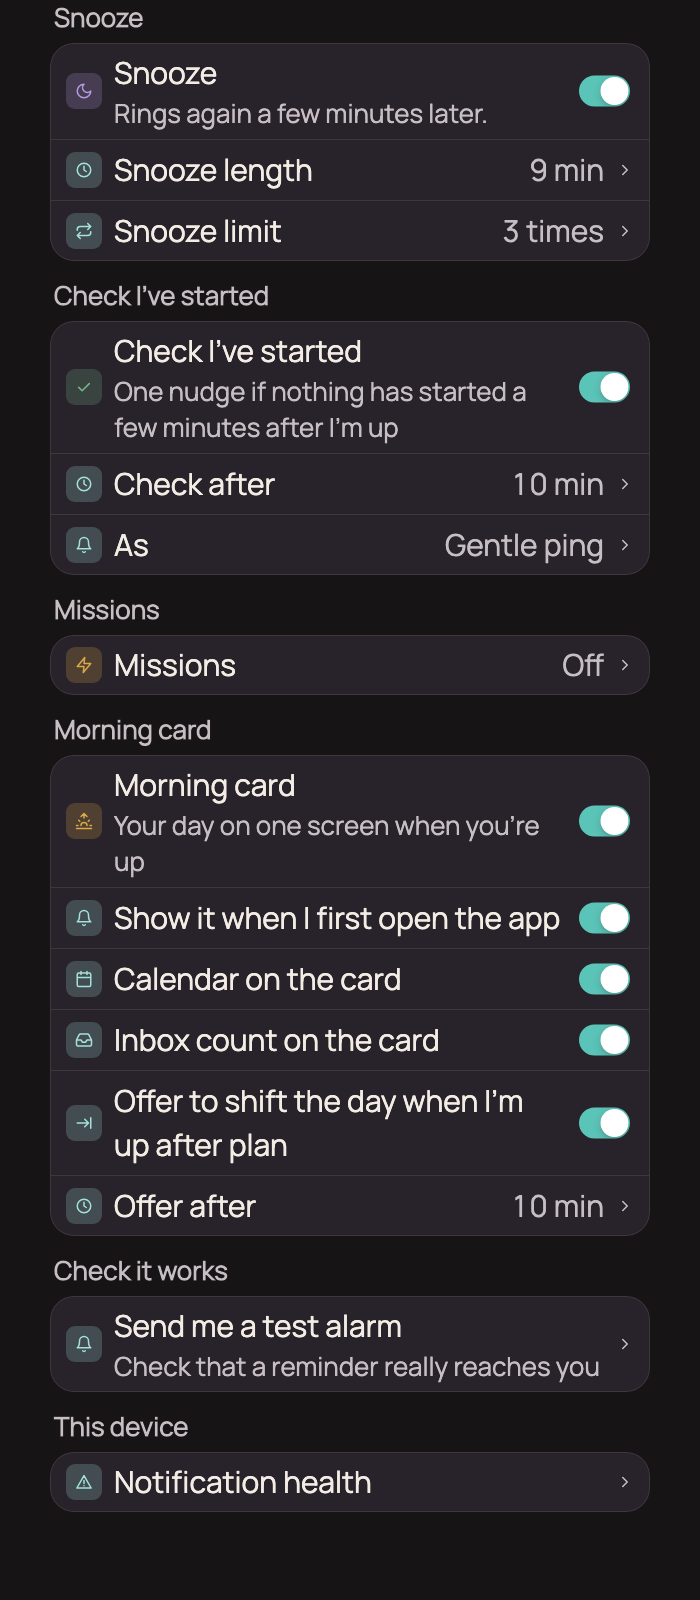 Snooze
Snooze
Rings again a few minutes later.
Snooze length
9 min
Snooze limit
3 times
Check I've started
Check I've started
One nudge if nothing has started a
few minutes after I'm up
Check after
10 min
As
Gentle ping
Missions
Missions
Off
Morning card
Morning card
Your day on one screen when you're
up
Show it when I first open the app
Calendar on the card
Inbox count on the card
Offer to shift the day when I'm
up after plan
Offer after
10 min
Check it works
Send me a test alarm
Check that a reminder really reaches you
This device
Notification health